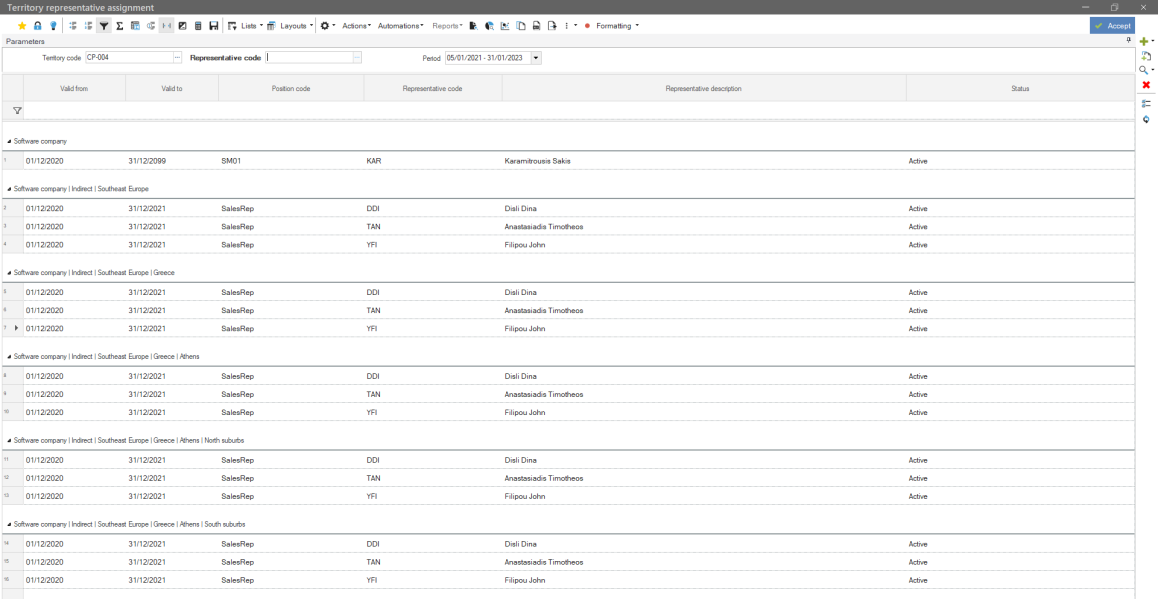 Territory representative assignment
Lists Layouts Actions Automations Reports Formatting Accept
Parameters
Territory code CP-004 Representative code Period 05/01/2021 - 31/01/2023
Valid from Valid to Position code Representative code Representative description Status
Software company
1 01/12/2020 31/12/2099 SM01 KAR Karamitrousis Sakis Active
Software company | Indirect | Southeast Europe
2 01/12/2020 31/12/2021 SalesRep DDI Disli Dina Active
3 01/12/2020 31/12/2021 SalesRep TAN Anastasiadis Timotheos Active
4 01/12/2020 31/12/2021 SalesRep YFI Filipou John Active
Software company | Indirect | Southeast Europe | Greece
5 01/12/2020 31/12/2021 SalesRep DDI Disli Dina Active
6 01/12/2020 31/12/2021 SalesRep TAN Anastasiadis Timotheos Active
7 01/12/2020 31/12/2021 SalesRep YFI Filipou John Active
Software company | Indirect | Southeast Europe | Greece | Athens
8 01/12/2020 31/12/2021 SalesRep DDI Disli Dina Active
9 01/12/2020 31/12/2021 SalesRep TAN Anastasiadis Timotheos Active
10 01/12/2020 31/12/2021 SalesRep YFI Filipou John Active
Software company | Indirect | Southeast Europe | Greece | Athens | North suburbs
11 01/12/2020 31/12/2021 SalesRep DDI Disli Dina Active
12 01/12/2020 31/12/2021 SalesRep TAN Anastasiadis Timotheos Active
13 01/12/2020 31/12/2021 SalesRep YFI Filipou John Active
Software company | Indirect | Southeast Europe | Greece | Athens | South suburbs
14 01/12/2020 31/12/2021 SalesRep DDI Disli Dina Active
15 01/12/2020 31/12/2021 SalesRep TAN Anastasiadis Timotheos Active
16 01/12/2020 31/12/2021 SalesRep YFI Filipou John Active